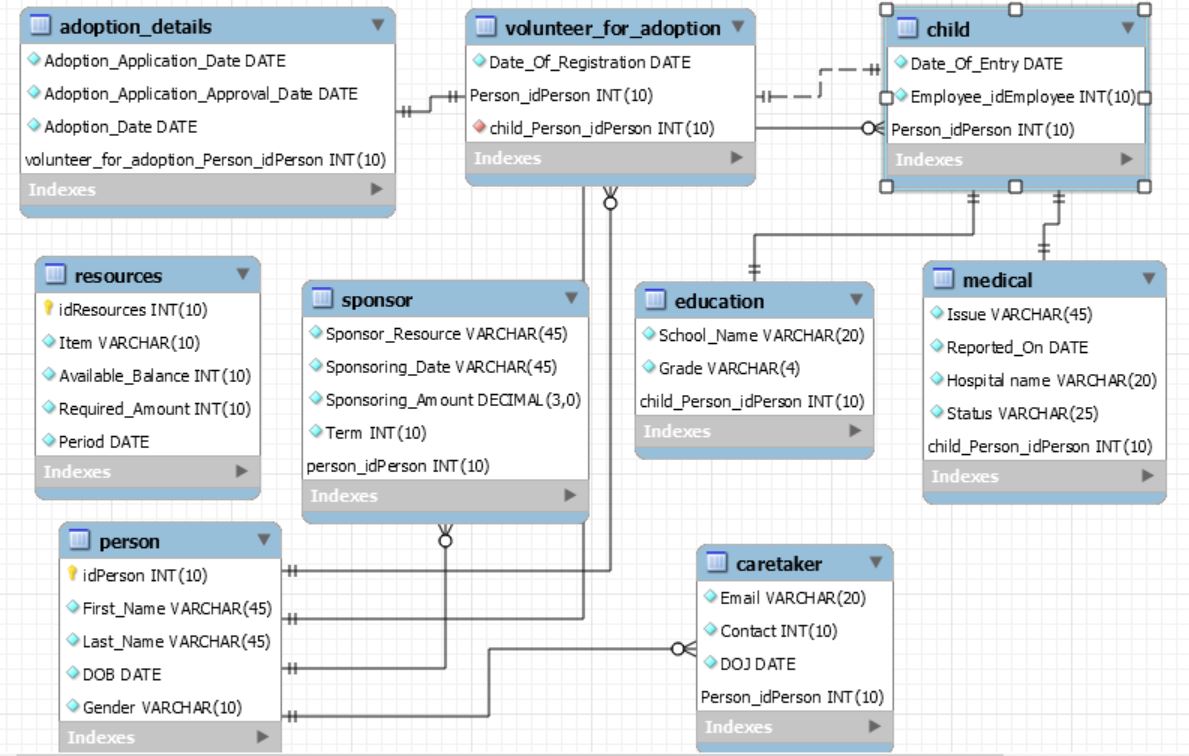 adoption_details
Adoption_Application_Date DATE
Adoption_Application_Approval_Date DATE
Adoption_Date DATE
volunteer_for_adoption_Person_idPerson INT(10)
Indexes
volunteer_for_adoption
Date_Of_Registration DATE
Person_idPerson INT(10)
child_Person_idPerson INT(10)
Indexes
child
Date_Of_Entry DATE
Employee_idEmployee INT(10)
Person_idPerson INT(10)
Indexes
resources
idResources INT(10)
Item VARCHAR(10)
Available_Balance INT(10)
Required_Amount INT(10)
Period DATE
Indexes
sponsor
Sponsor_Resource VARCHAR(45)
Sponsoring_Date VARCHAR(45)
Sponsoring_Amount DECIMAL(3,0)
Term INT(10)
person_idPerson INT(10)
Indexes
education
School_Name VARCHAR(20)
Grade VARCHAR(4)
child_Person_idPerson INT(10)
Indexes
medical
Issue VARCHAR(45)
Reported_On DATE
Hospital name VARCHAR(20)
Status VARCHAR(25)
child_Person_idPerson INT(10)
Indexes
person
idPerson INT(10)
First_Name VARCHAR(45)
Last_Name VARCHAR(45)
DOB DATE
Gender VARCHAR(10)
Indexes
caretaker
Email VARCHAR(20)
Contact INT(10)
DOJ DATE
Person_idPerson INT(10)
Indexes